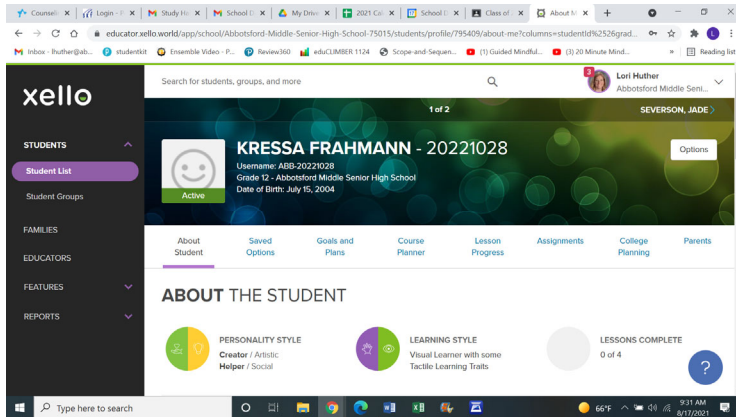 Counseli
Login - P
Study Ha
School D
My Drive
2021 Cal
School D
Class of
About M
educator.xello.world/app/school/Abbotsford-Middle-Senior-High-School-75015/students/profile/795409/about-me?columns=studentId%2526grad...
Inbox - lhuther@ab...
studentkit
Ensemble Video - P...
Review360
eduCLIMBER 1124
Scope-and-Sequen...
(1) Guided Mindful...
(3) 20 Minute Mind...
Reading list
xello
Search for students, groups, and more
3
Lori Huther
Abbotsford Middle Seni...
1 of 2
SEVERSON, JADE
STUDENTS
Student List
Student Groups
FAMILIES
EDUCATORS
FEATURES
REPORTS
KRESSA FRAHMANN - 20221028
Options
Username: ABB-20221028
Grade 12 - Abbotsford Middle Senior High School
Date of Birth: July 15, 2004
Active
About Student
Saved Options
Goals and Plans
Course Planner
Lesson Progress
Assignments
College Planning
Parents
ABOUT THE STUDENT
PERSONALITY STYLE
Creator / Artistic
Helper / Social
LEARNING STYLE
Visual Learner with some
Tactile Learning Traits
LESSONS COMPLETE
0 of 4
?
Type here to search
66°F
9:31 AM
8/17/2021